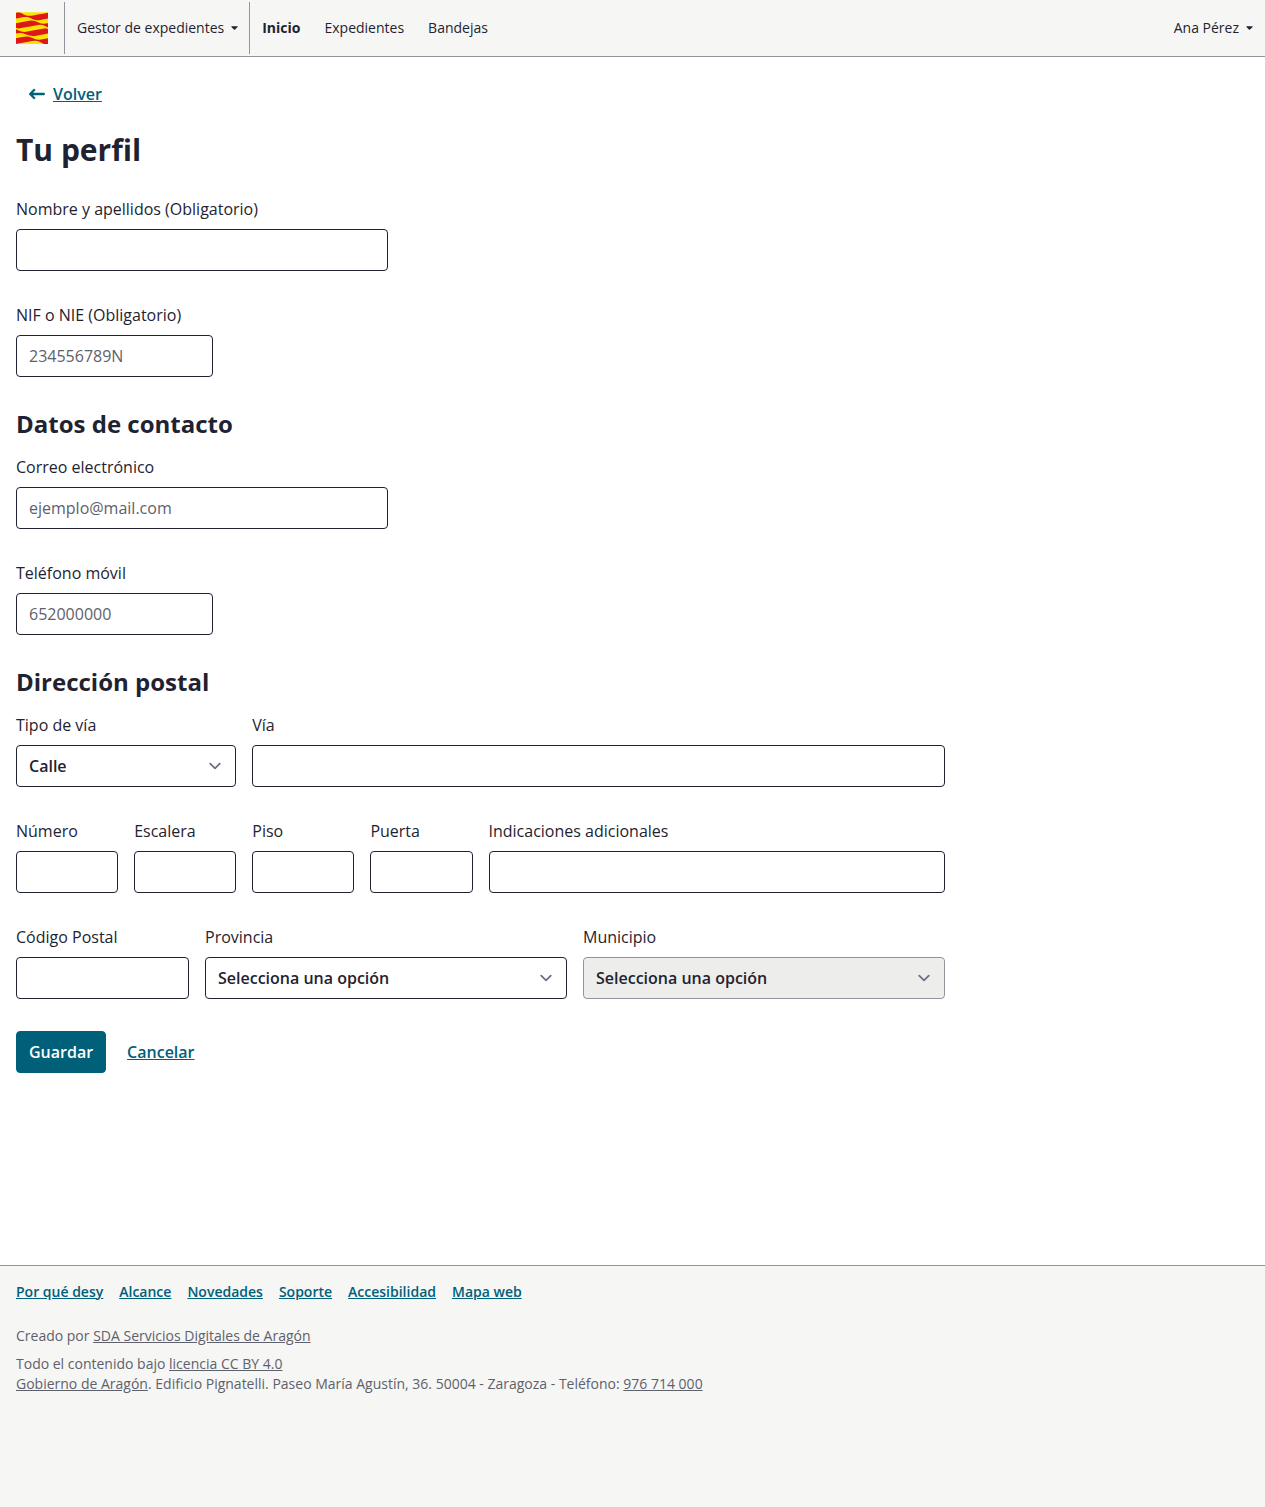 Gestor de expedientes Inicio Expedientes Bandejas Ana Pérez
Volver
Tu perfil
Nombre y apellidos (Obligatorio)
NIF o NIE (Obligatorio)
234556789N
Datos de contacto
Correo electrónico
ejemplo@mail.com
Teléfono móvil
652000000
Dirección postal
Tipo de vía Vía
Calle
Número Escalera Piso Puerta Indicaciones adicionales
Código Postal Provincia Municipio
Selecciona una opción Selecciona una opción
Guardar Cancelar
Por qué desy Alcance Novedades Soporte Accesibilidad Mapa web
Creado por SDA Servicios Digitales de Aragón
Todo el contenido bajo licencia CC BY 4.0
Gobierno de Aragón. Edificio Pignatelli. Paseo María Agustín, 36. 50004 - Zaragoza - Teléfono: 976 714 000